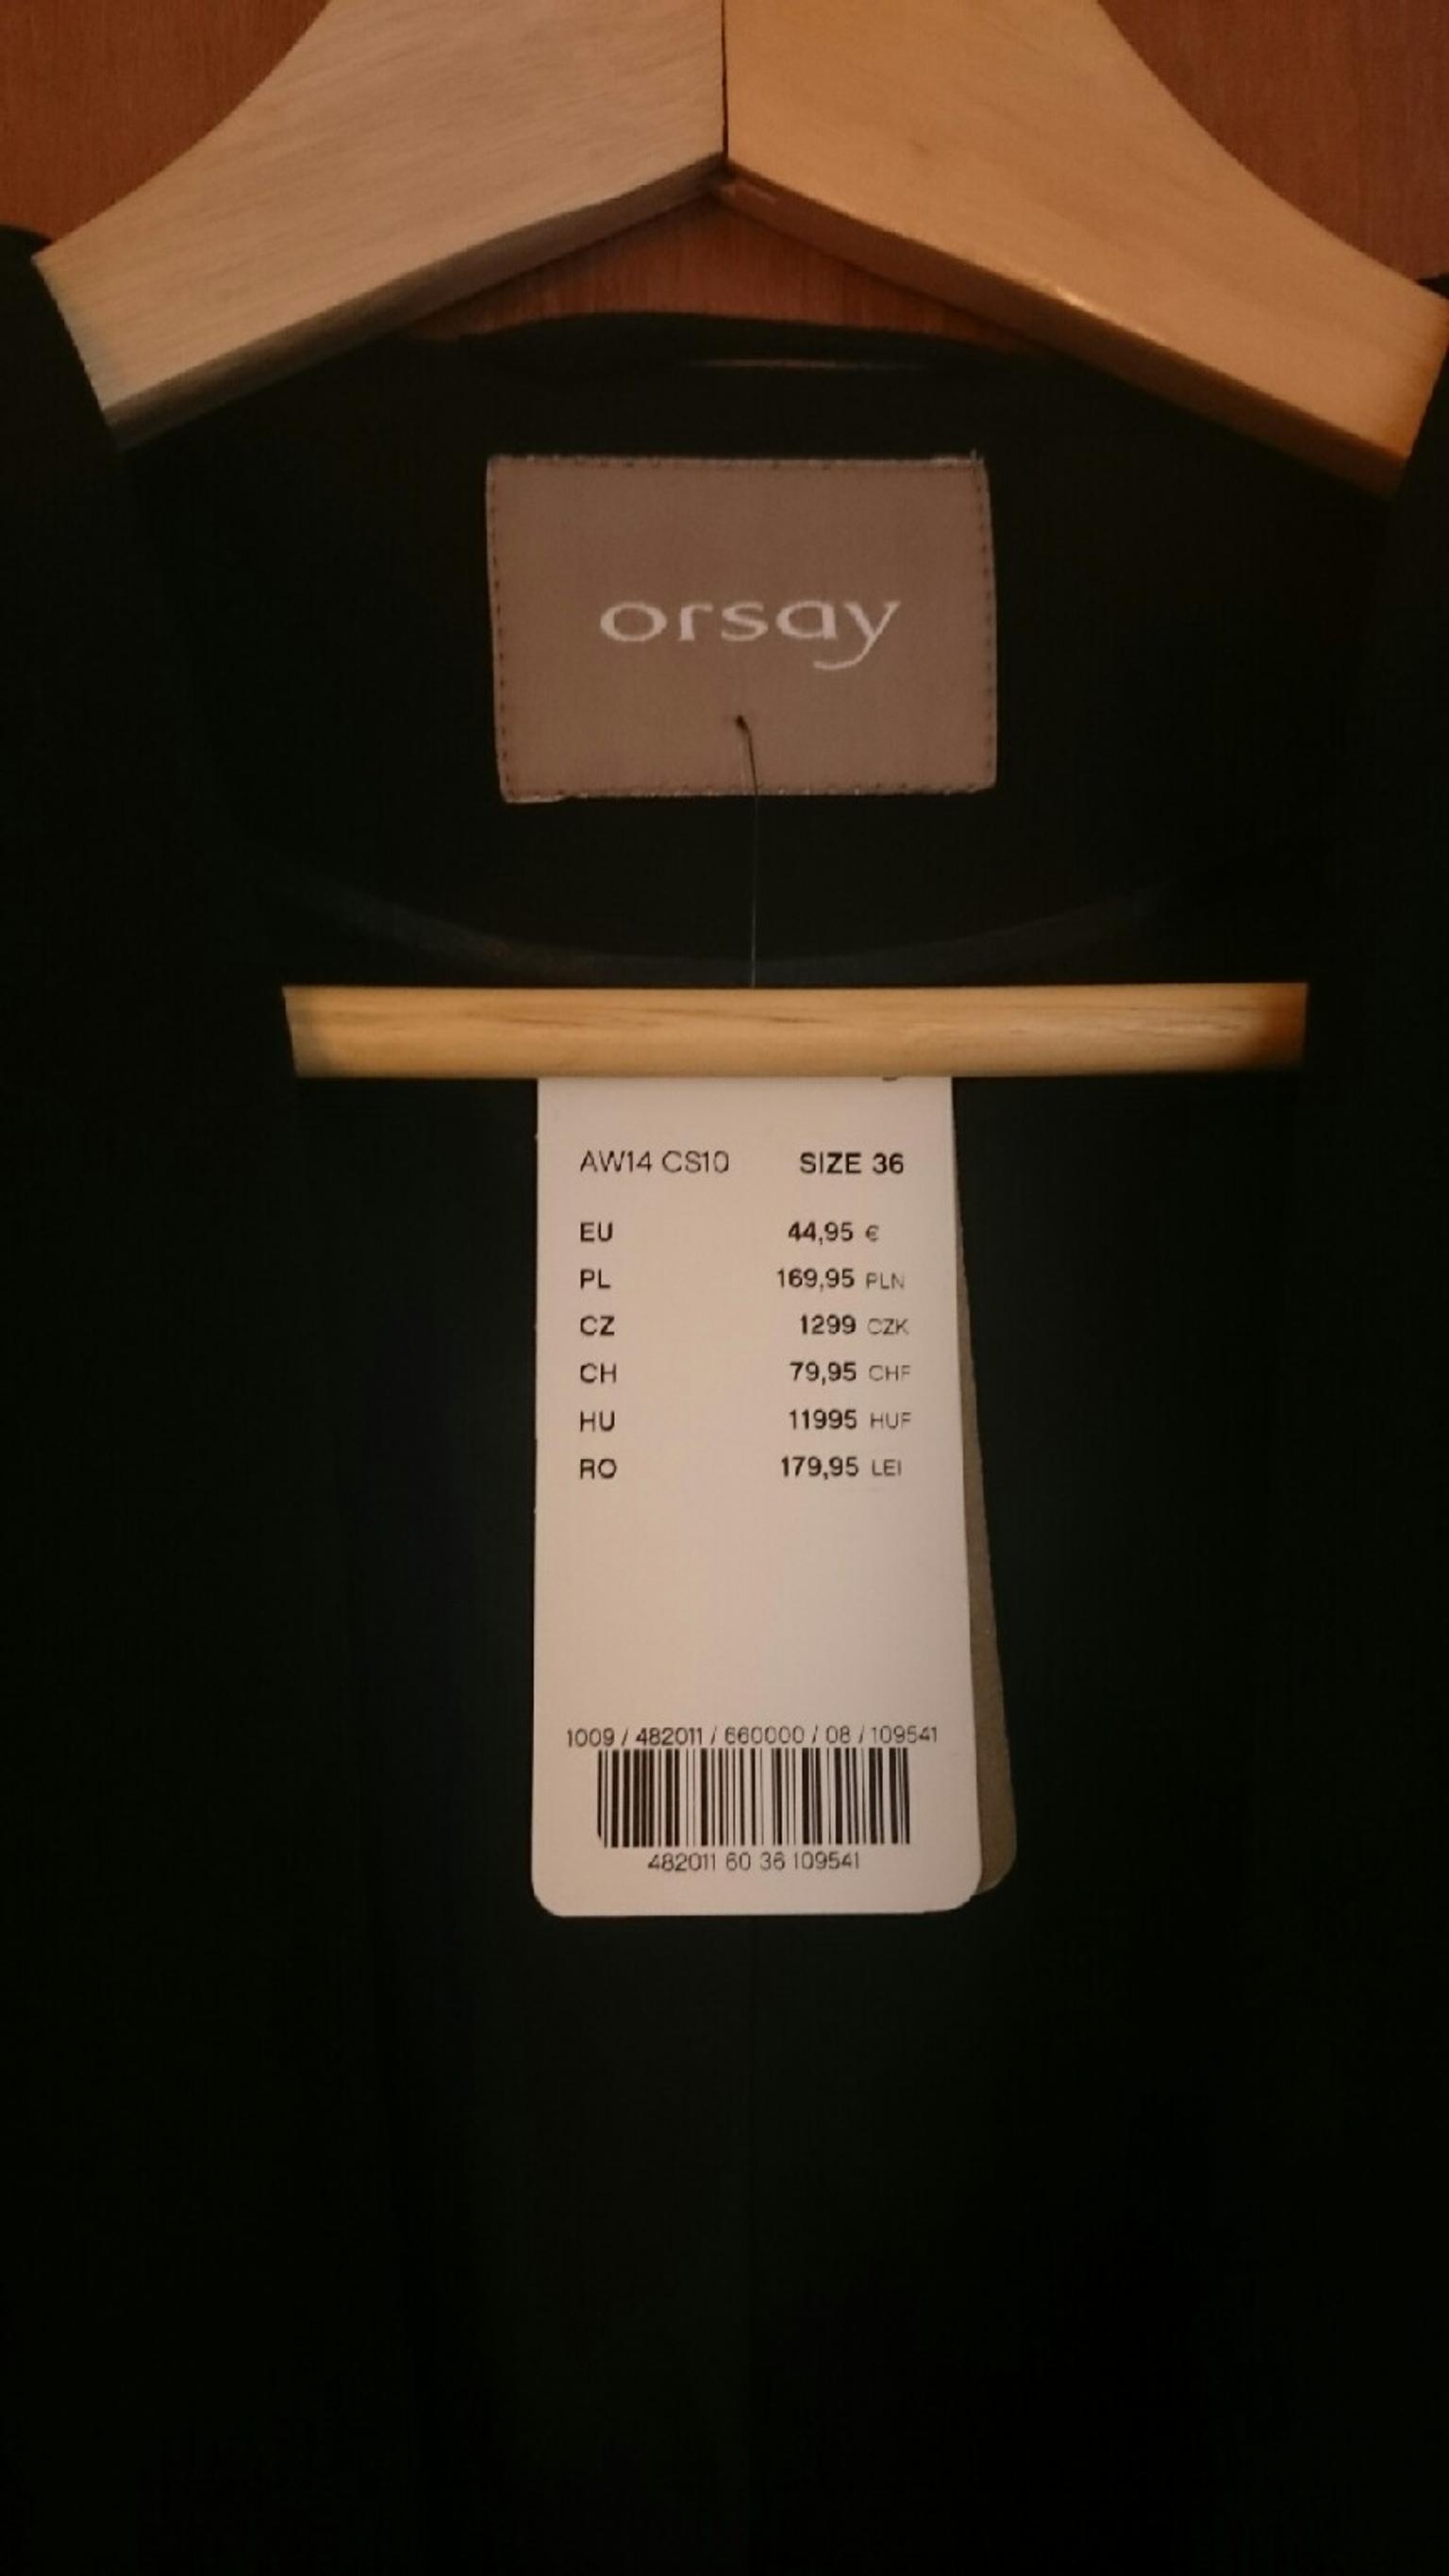 orsay
AW14 CS10 SIZE 36
EU 44,95 €
PL 169,95 PLN
CZ 1299 CZK
CH 79,95 CHF
HU 11995 HUF
RO 179,95 LEI
1009 / 482011 / 660000 / 08 / 109541
482011 60 36 109541